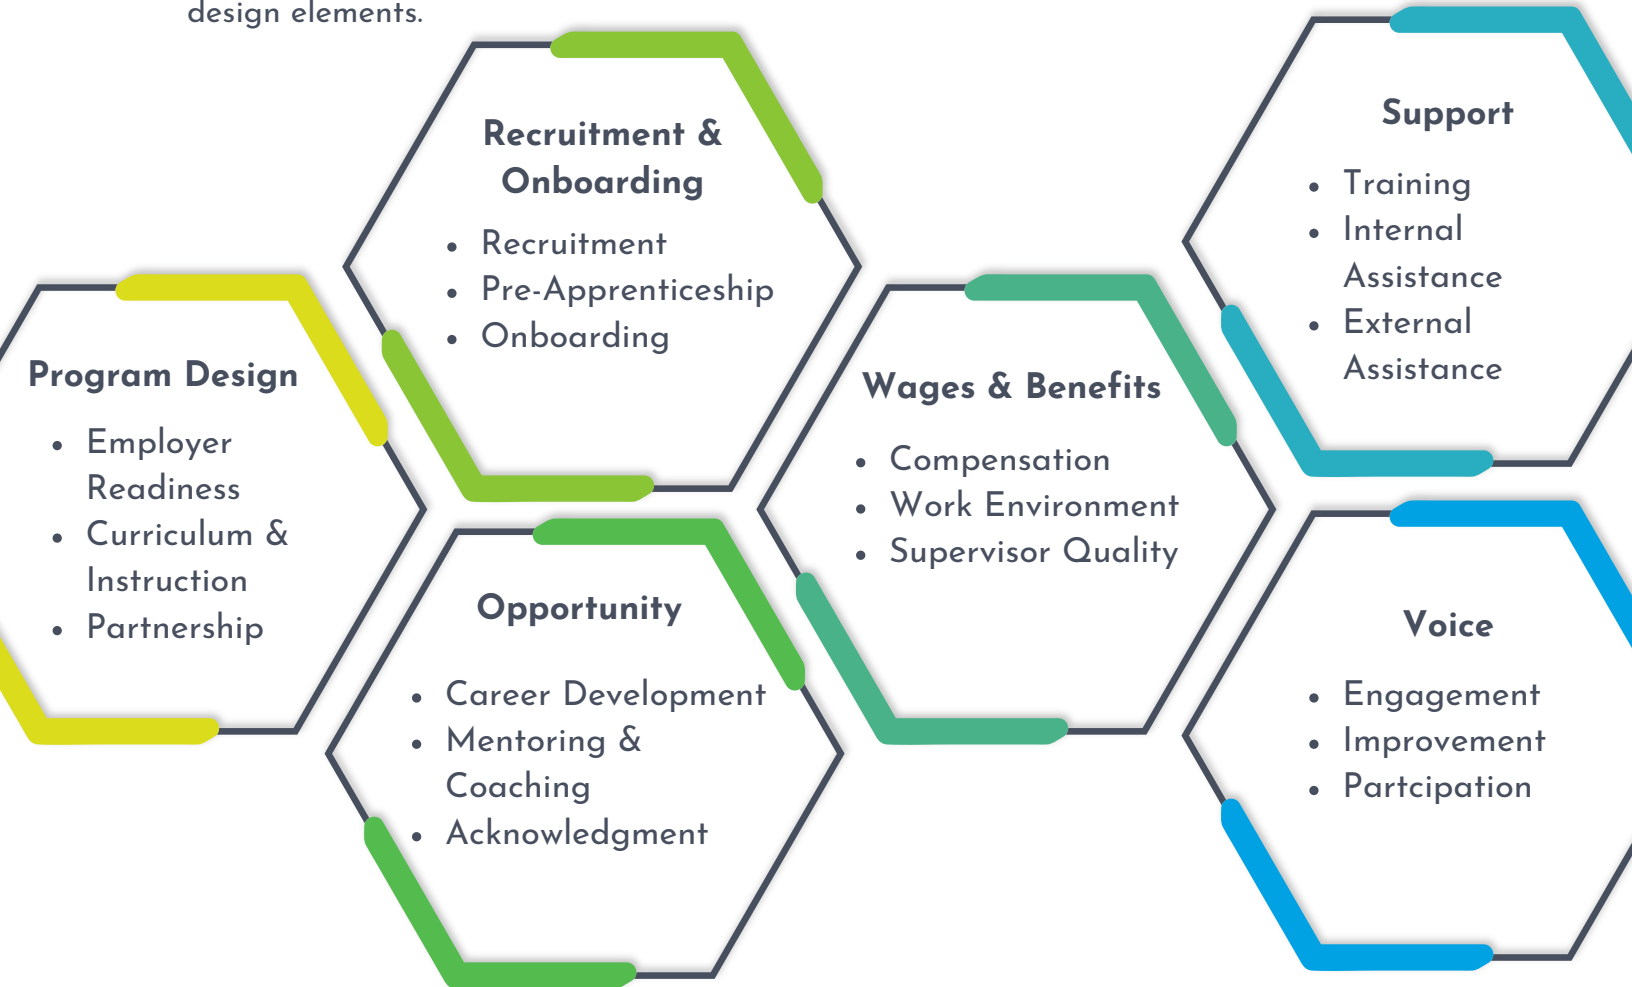 design elements.
Recruitment &
Onboarding
• Recruitment
• Pre-Apprenticeship
• Onboarding
Support
• Training
• Internal
Assistance
• External
Assistance
Program Design
• Employer
Readiness
• Curriculum &
Instruction
• Partnership
Wages & Benefits
• Compensation
• Work Environment
• Supervisor Quality
Opportunity
• Career Development
• Mentoring &
Coaching
• Acknowledgment
Voice
• Engagement
• Improvement
• Partcipation